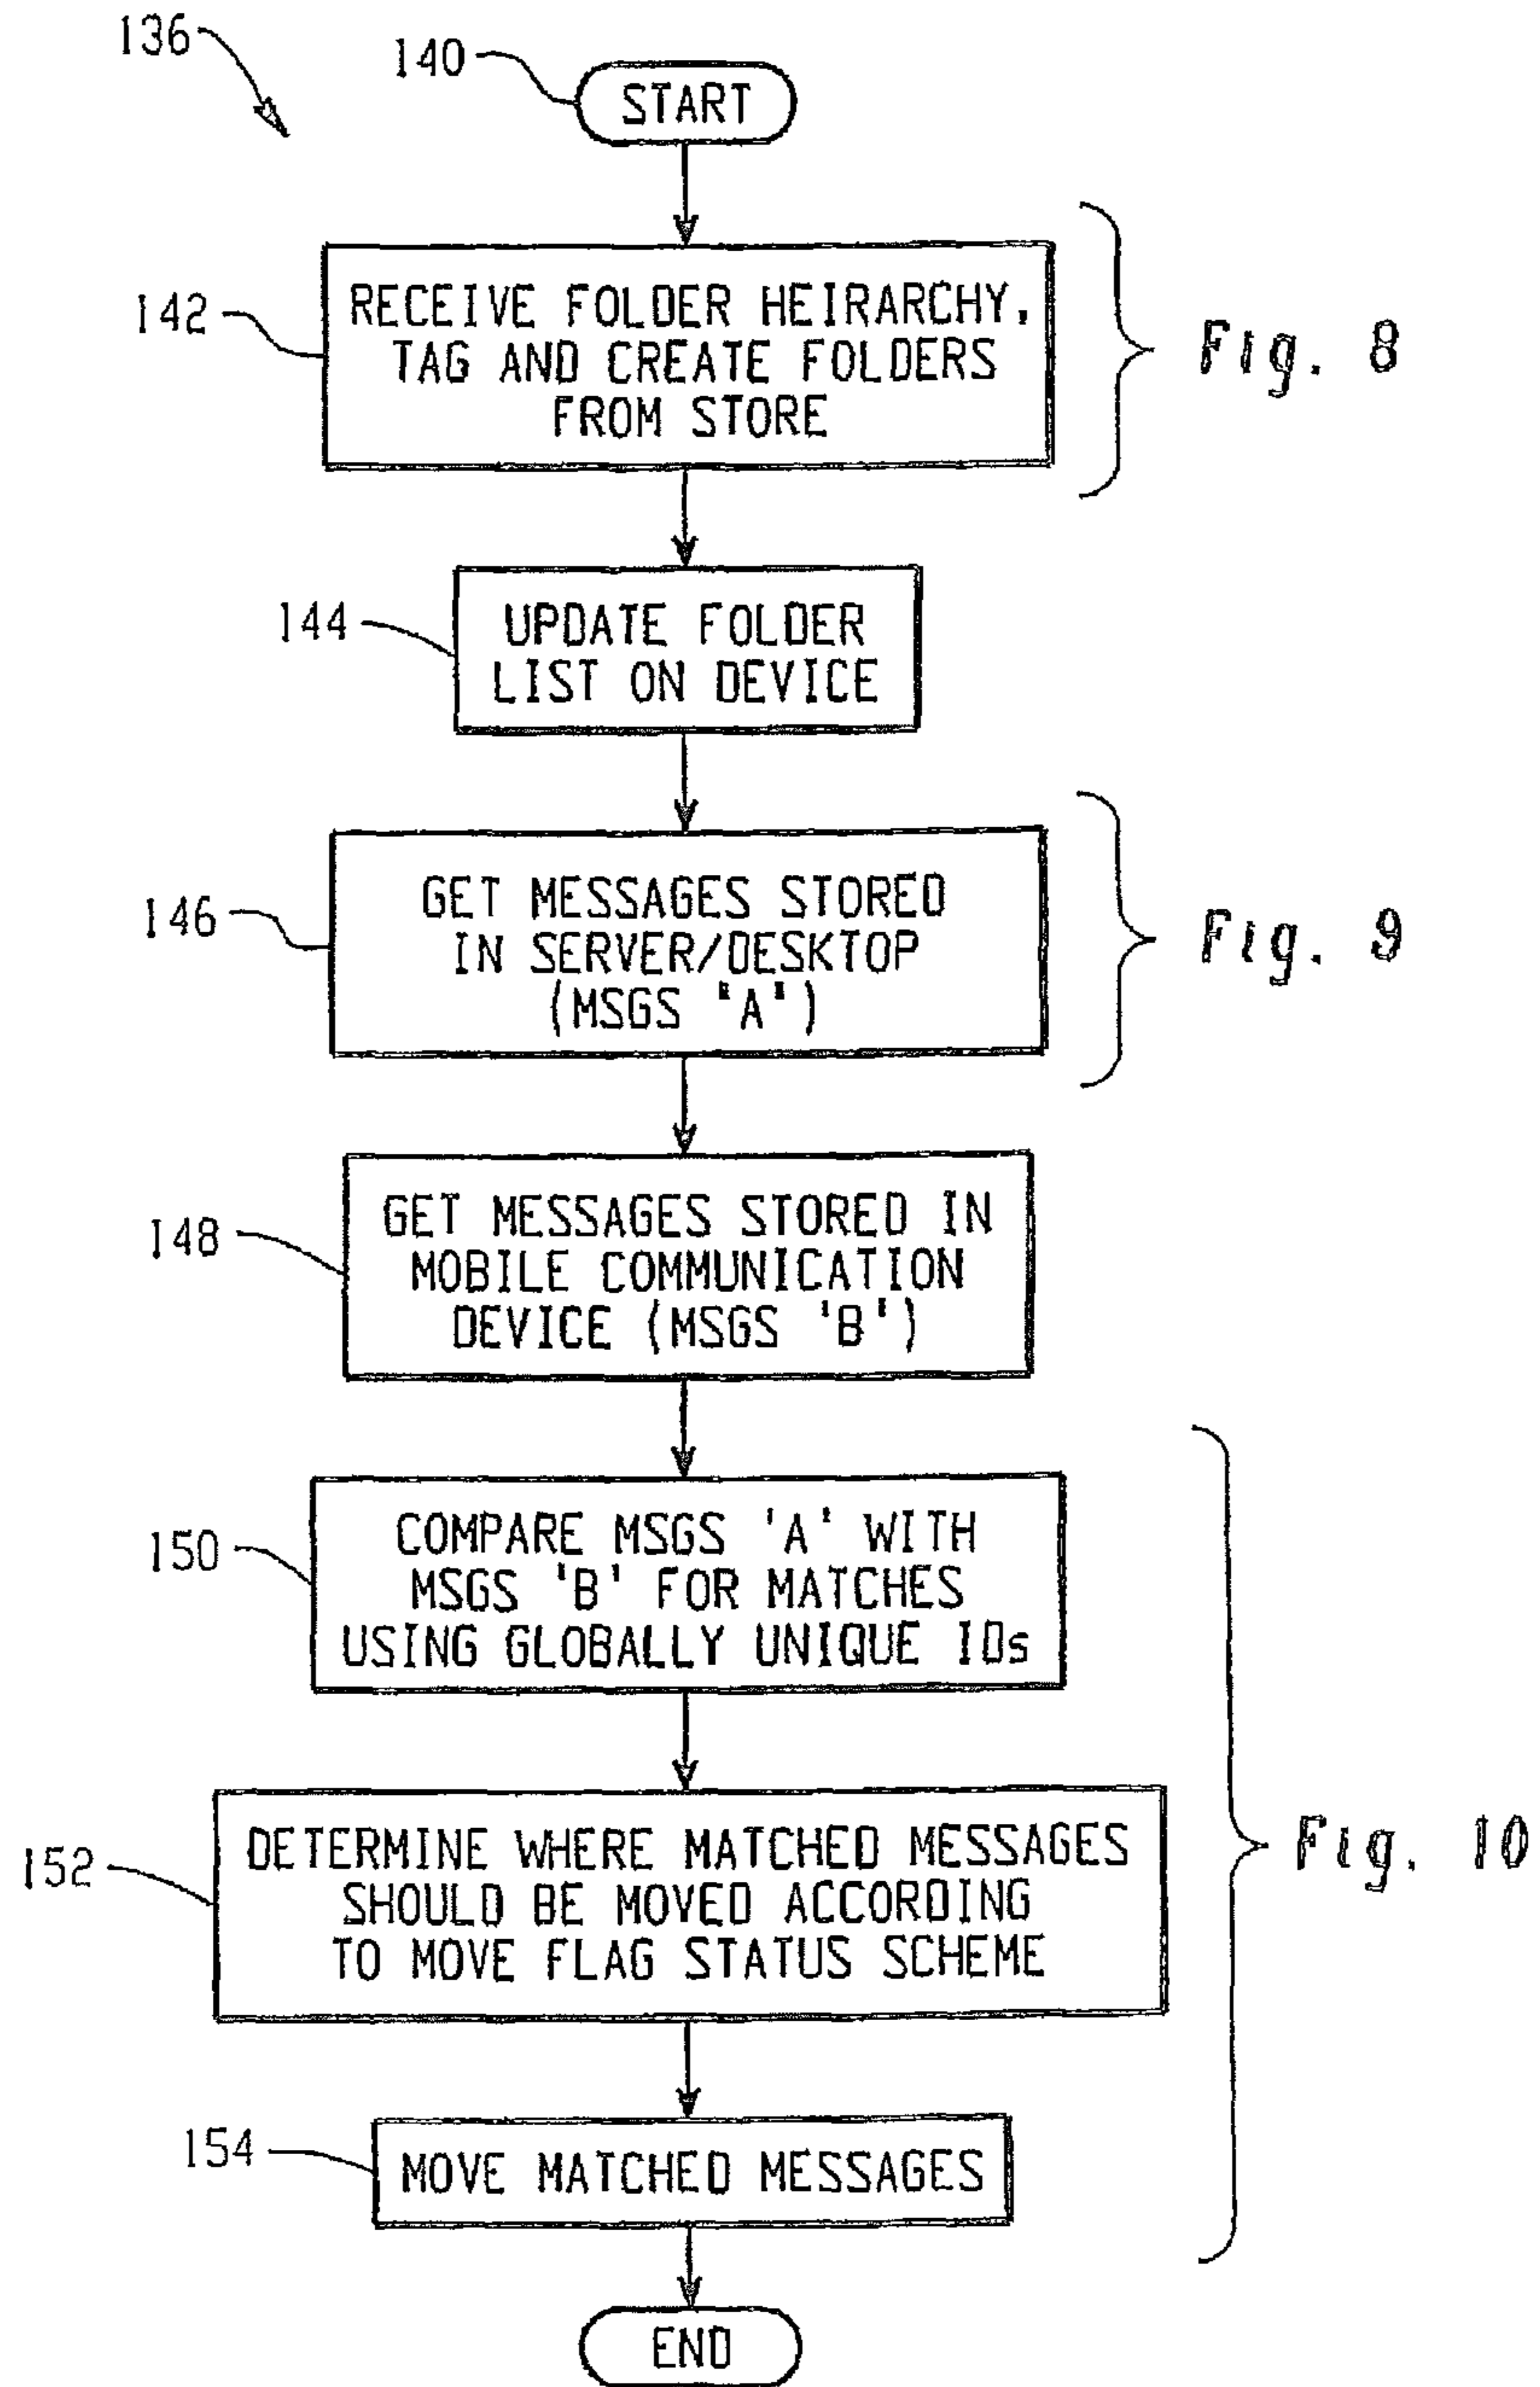 136
140
START
142
RECEIVE FOLDER HEIRARCHY,
TAG AND CREATE FOLDERS
FROM STORE
Fig. 8
144
UPDATE FOLDER
LIST ON DEVICE
146
GET MESSAGES STORED
IN SERVER/DESKTOP
(MSGS 'A')
Fig. 9
148
GET MESSAGES STORED IN
MOBILE COMMUNICATION
DEVICE (MSGS 'B')
150
COMPARE MSGS 'A' WITH
MSGS 'B' FOR MATCHES
USING GLOBALLY UNIQUE IDs
152
DETERMINE WHERE MATCHED MESSAGES
SHOULD BE MOVED ACCORDING
TO MOVE FLAG STATUS SCHEME
Fig. 10
154
MOVE MATCHED MESSAGES
END